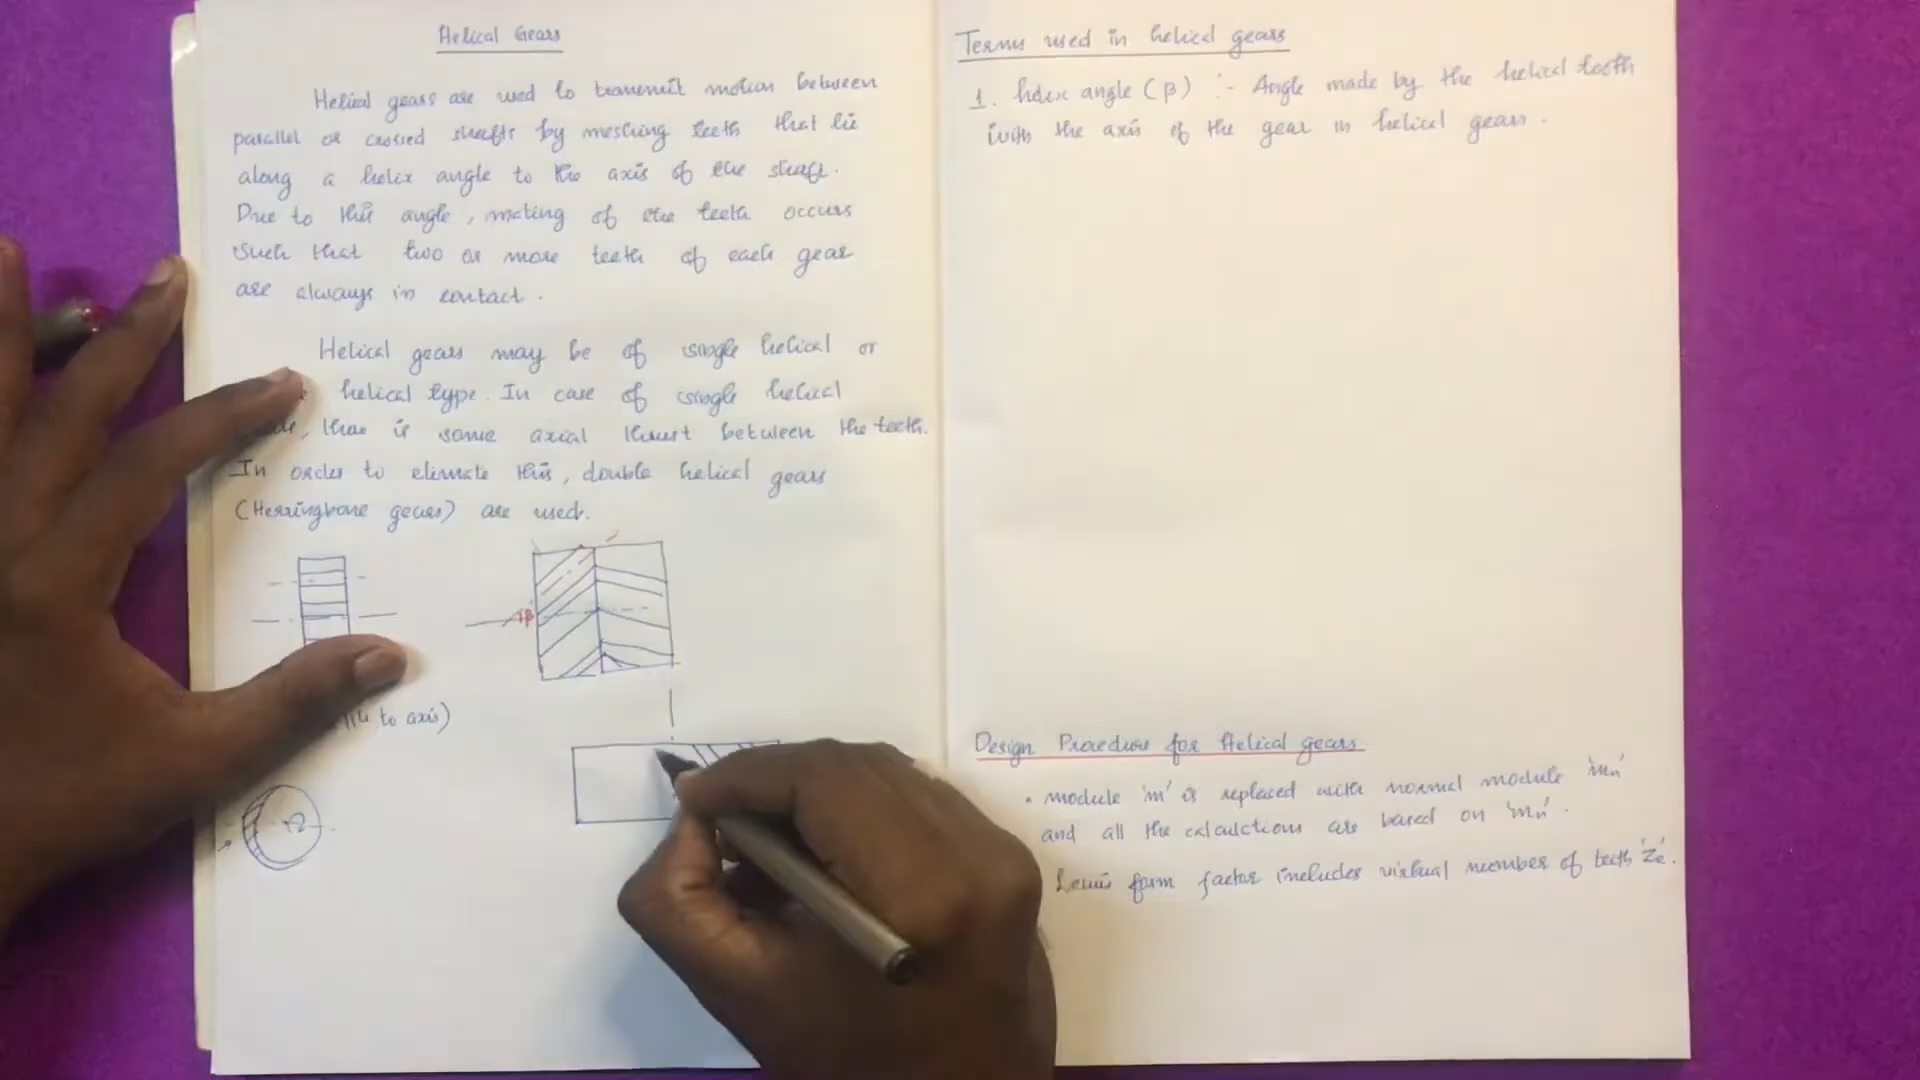 Helical Gears
Helical gears are used to transmit motion between
parallel or crossed shafts by meshing teeth that lie
along a helix angle to the axis of the shaft.
Due to this angle, mating of the teeth occurs
such that two or more teeth of each gear
are always in contact.
Helical gears may be of single helical or
helical type. In case of single helical
there is some axial thrust between the teeth.
In order to elimate this, double helical gears
(Herringbone gears) are used.
β
to axis)
Terms used in helical gears
1. helix angle (β) :- Angle made by the helical tooth
with the axis of the gear in helical gears.
Design Procedure for Helical gears
• module 'm' is replaced with normal module 'mn'
and all the calculations are based on 'mn'.
Lewis form factor includes virtual number of teeth 'Ze'.